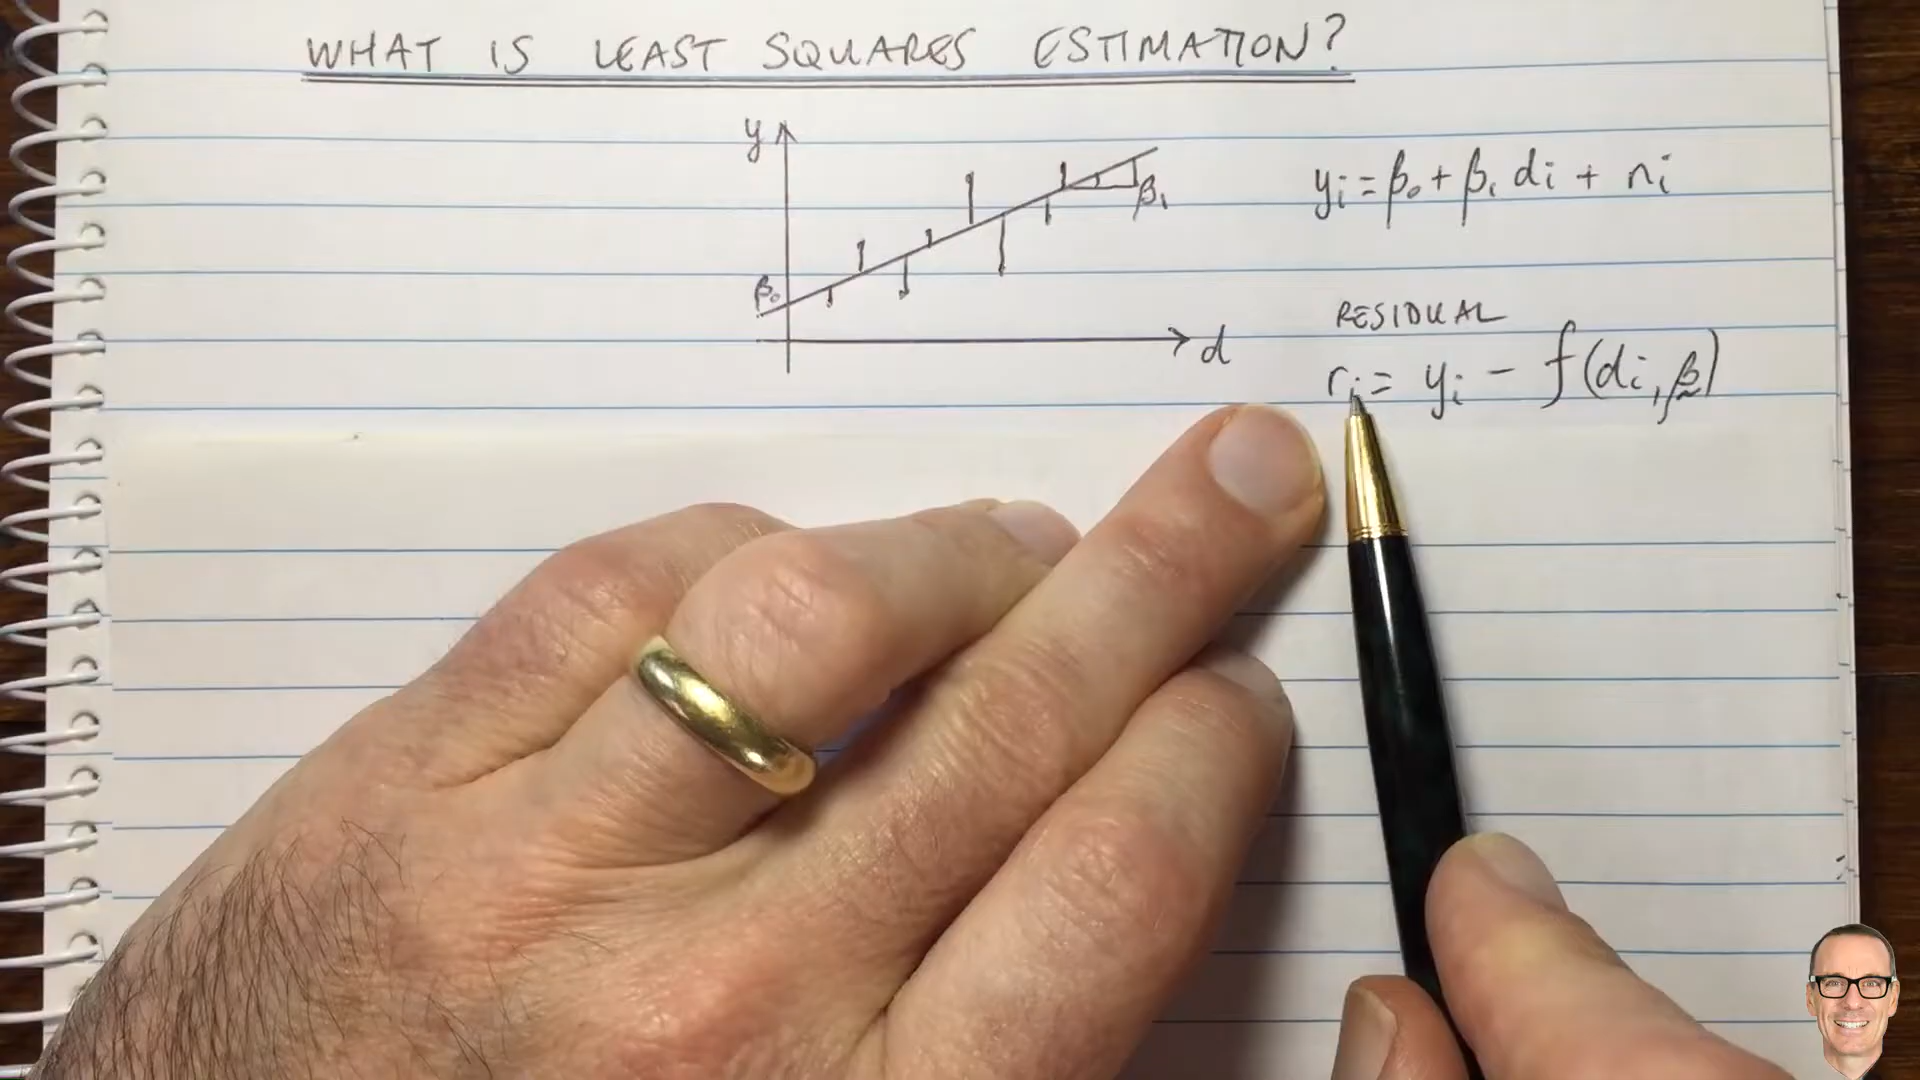 WHAT IS LEAST SQUARES ESTIMATION?
y
β₁
β₀
d
yᵢ = β₀ + β₁ dᵢ + nᵢ
RESIDUAL
rᵢ = yᵢ - f(dᵢ, β̰)